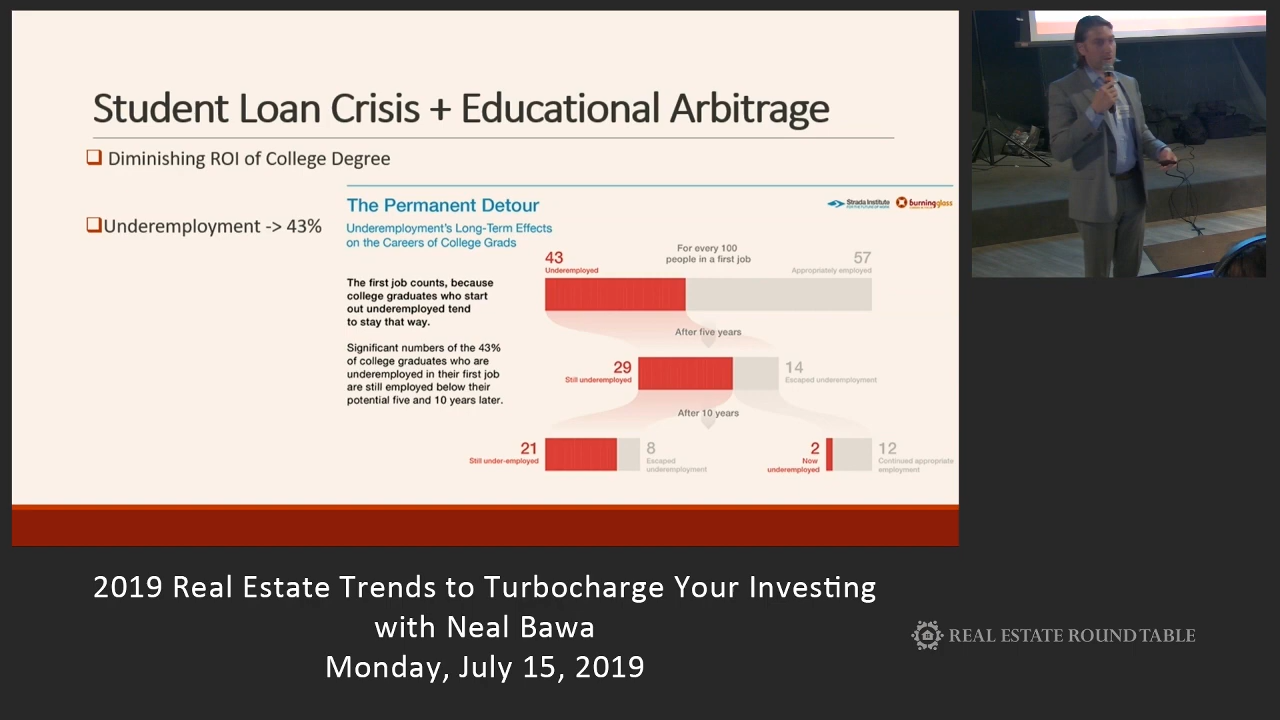 Student Loan Crisis + Educational Arbitrage
Diminishing ROI of College Degree
Underemployment -> 43%
The Permanent Detour
Underemployment's Long-Term Effects
on the Careers of College Grads
Strada Institute
FOR THE FUTURE OF WORK
burningglass
The first job counts, because
college graduates who start
out underemployed tend
to stay that way.
Significant numbers of the 43%
of college graduates who are
underemployed in their first job
are still employed below their
potential five and 10 years later.
43
Underemployed
For every 100
people in a first job
57
Appropriately employed
After five years
29
Still underemployed
14
Escaped underemployment
After 10 years
21
Still under-employed
8
Escaped
underemployment
2
Now
underemployed
12
Continued appropriate
employment
2019 Real Estate Trends to Turbocharge Your Investing
with Neal Bawa
Monday, July 15, 2019
REAL ESTATE ROUND TABLE